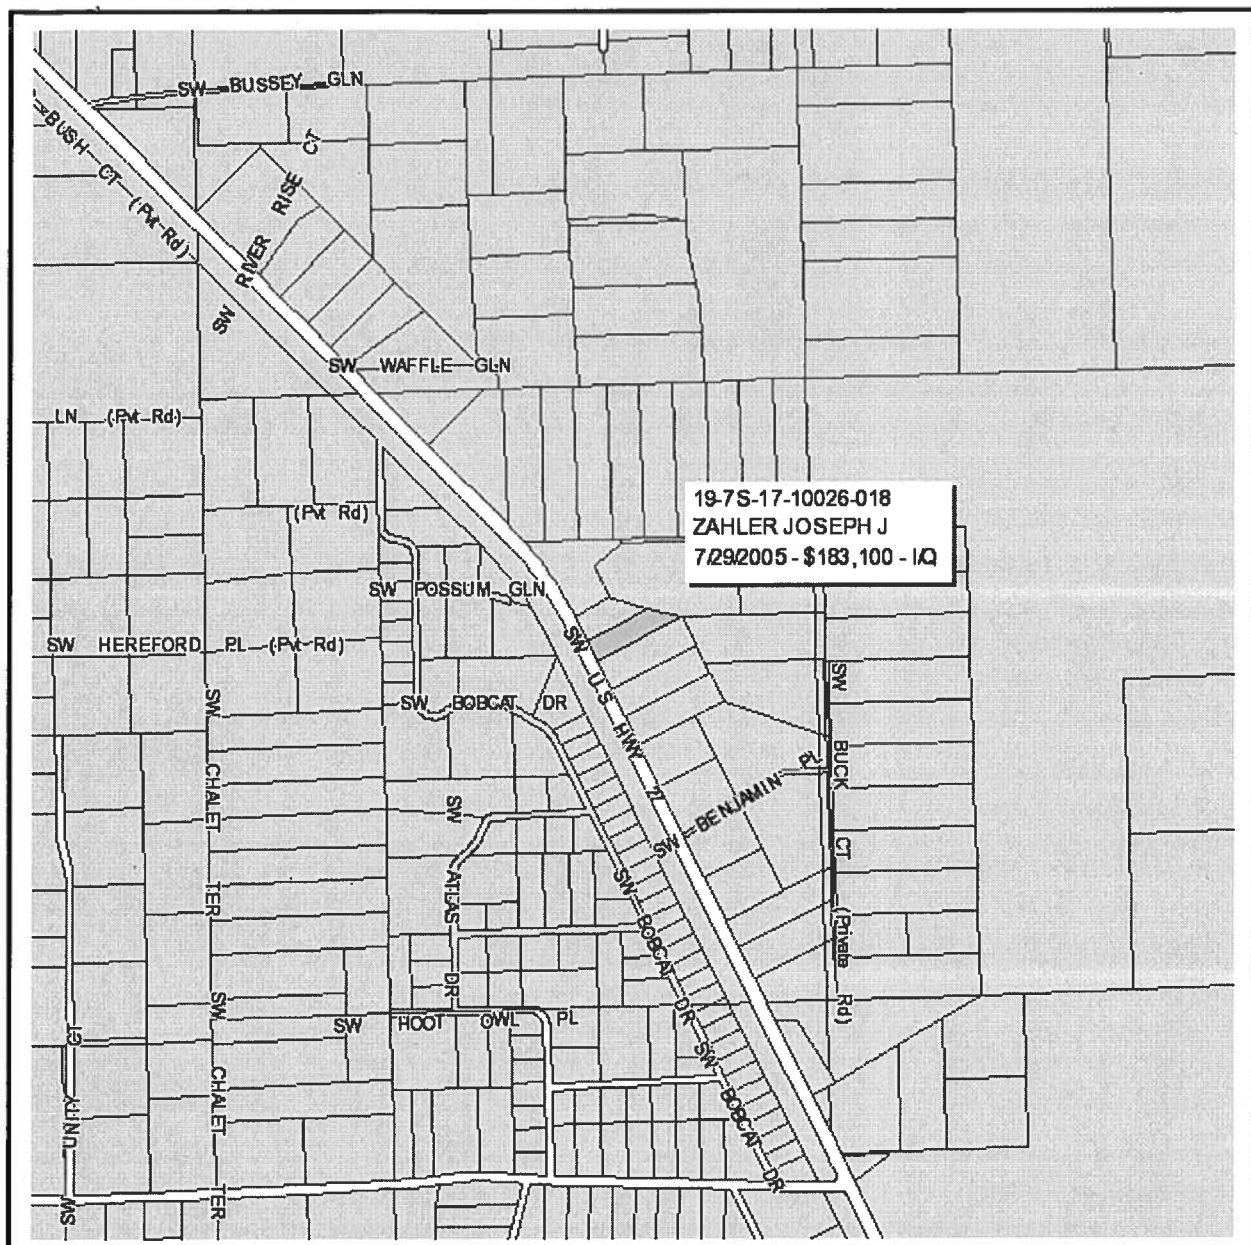 SW BUSSEY GLN
BUSH CT (Pvt Rd)
SW RIVER RISE CT
SW WAFFLE GLN
LN (Pvt Rd)
19-7S-17-10026-018
ZAHLER JOSEPH J
7/29/2005 - $183,100 - I/Q
(Pvt Rd)
SW POSSUM GLN
SW HEREFORD PL (Pvt Rd)
SW U S HWY 27
SW BOBCAT DR
SW CHALET TER
SW BUCK CT (Private Rd)
SW BENJAMIN PL
SW ATLAS DR
SW BOBCAT DR
SW HOOT OWL PL
SW BOBCAT DR
SW CHALET TER
SW UNITY CT